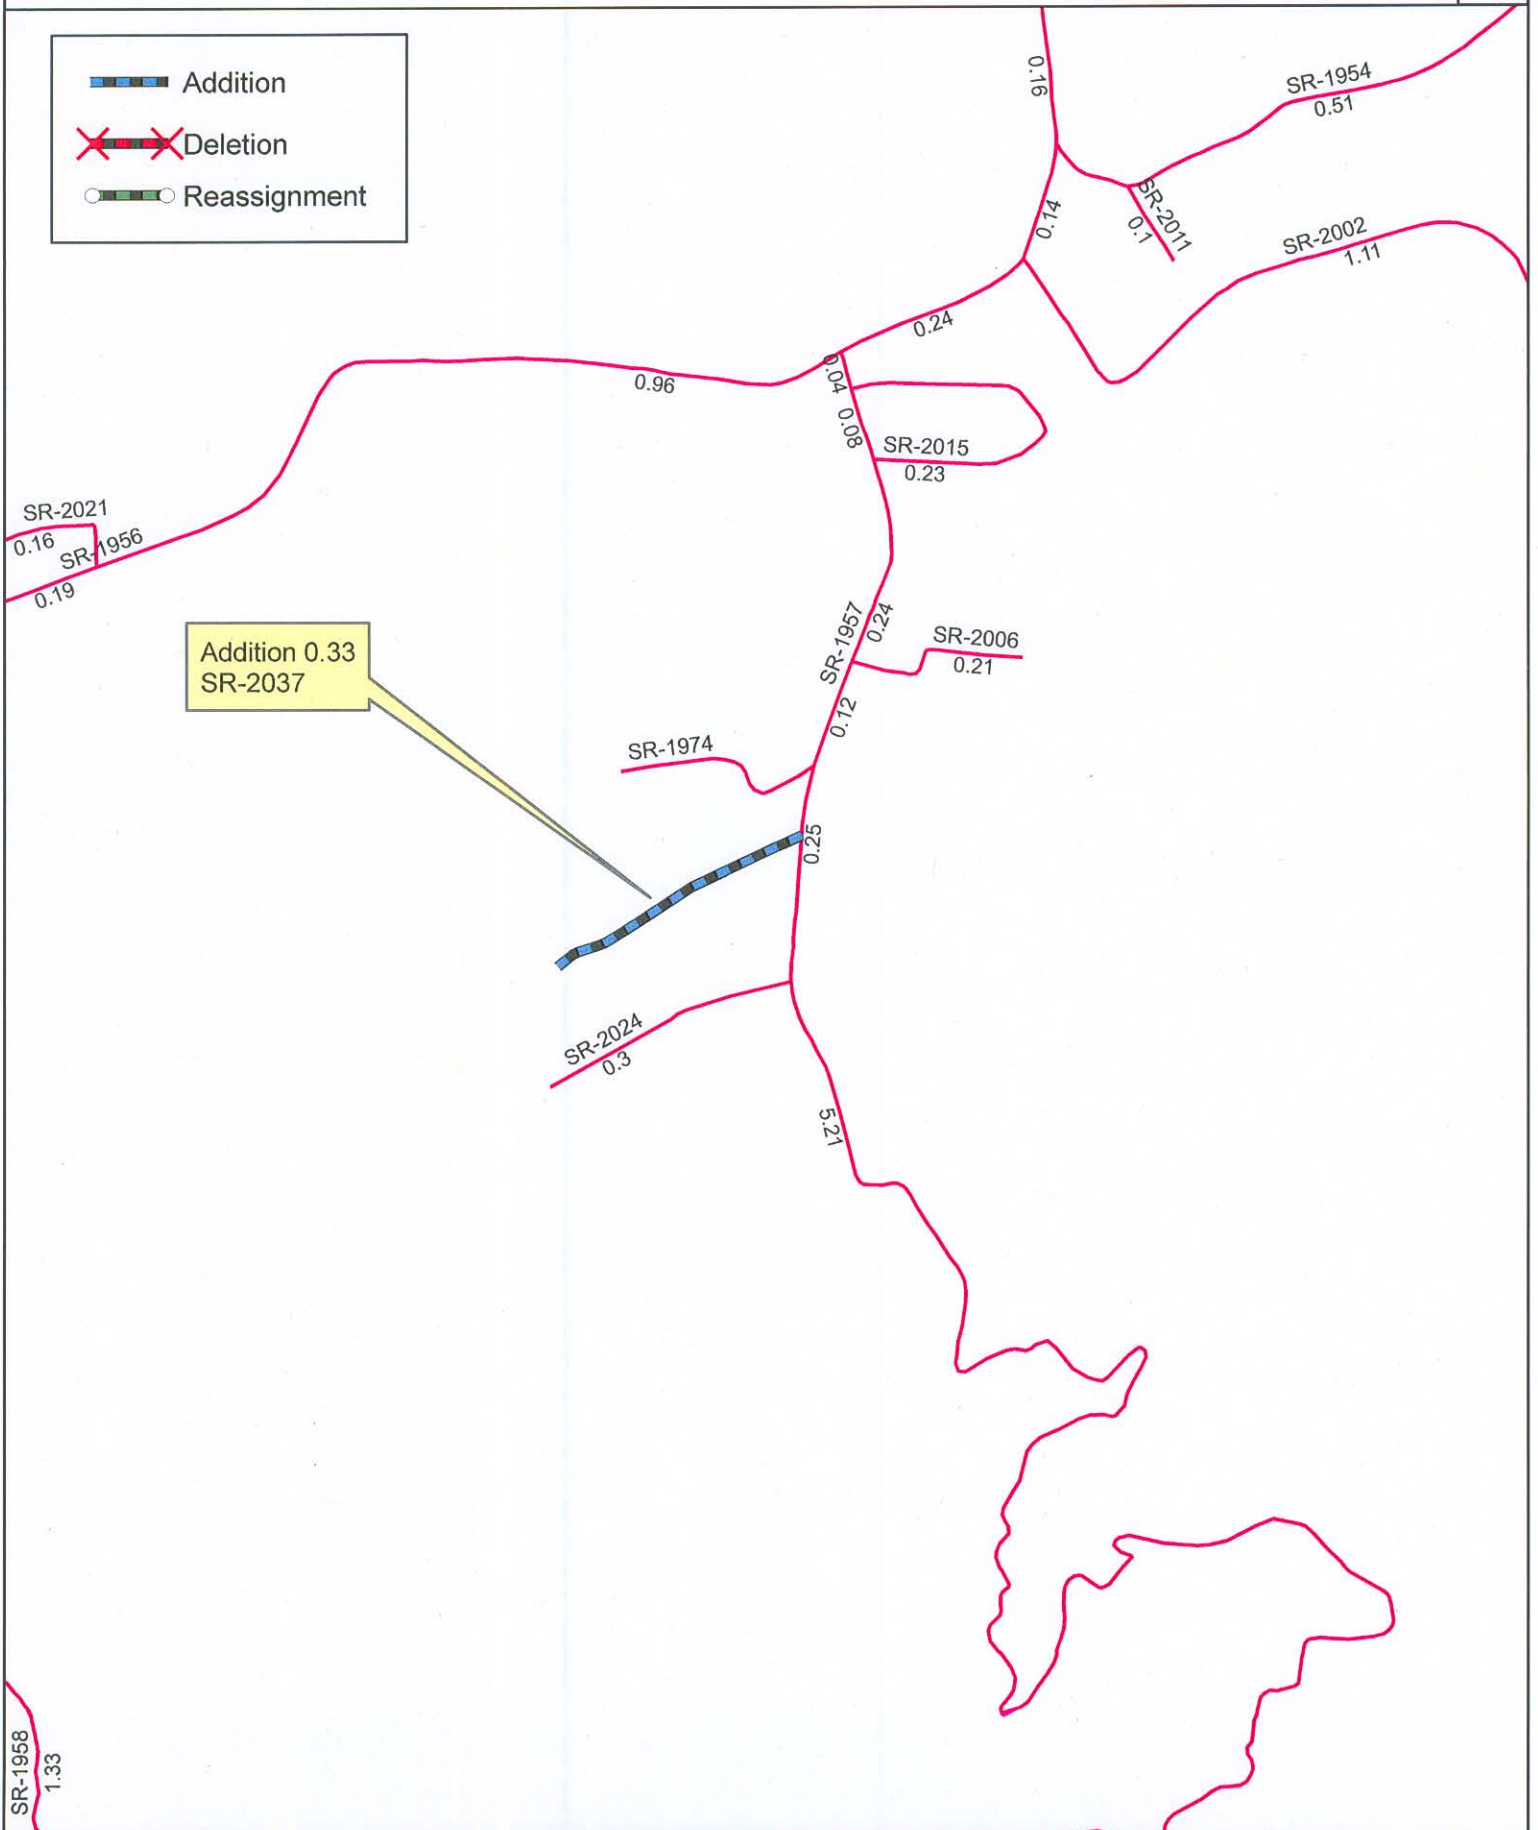 Addition
Deletion
Reassignment
0.16
SR-1954
0.51
SR-2011
0.1
0.14
SR-2002
1.11
0.24
0.96
0.04
0.08
SR-2015
0.23
SR-2021
0.16
SR-1956
0.19
SR-1957
0.24
SR-2006
0.21
Addition 0.33
SR-2037
0.12
SR-1974
0.25
SR-2024
0.3
5.21
SR-1958
1.33